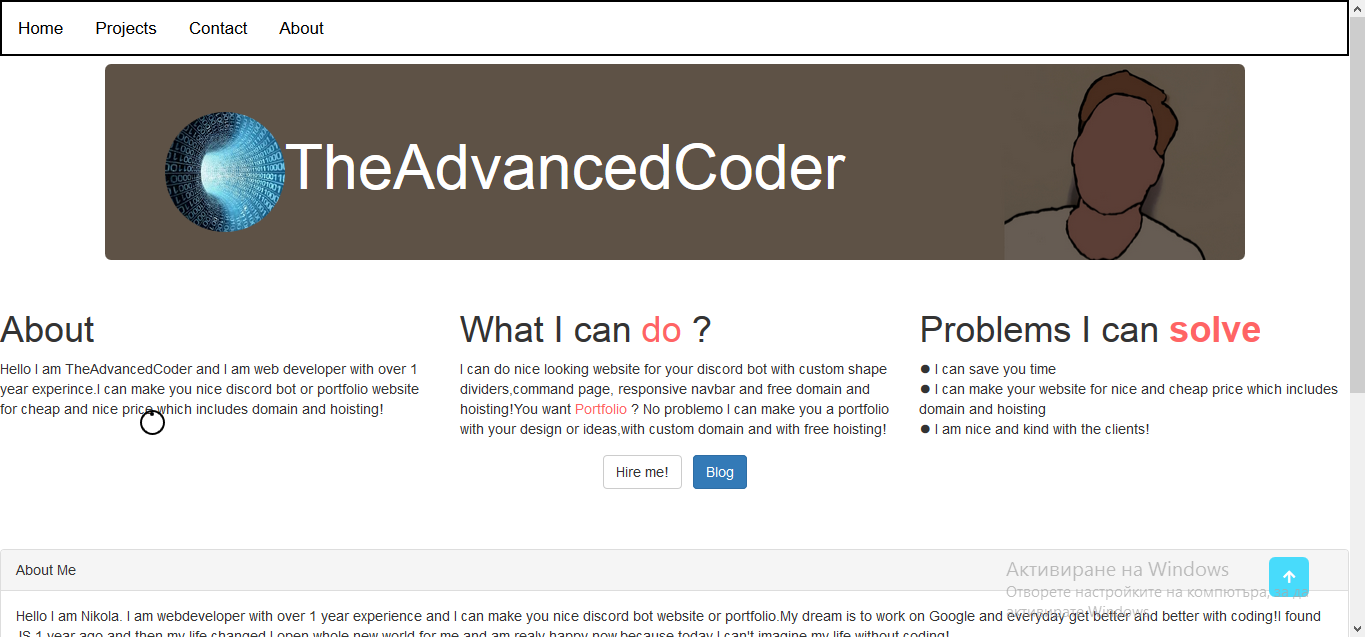 Home Projects Contact About
TheAdvancedCoder
About
Hello I am TheAdvancedCoder and I am web developer with over 1
year experince.I can make you nice discord bot or portfolio website
for cheap and nice price which includes domain and hoisting!
What I can do ?
I can do nice looking website for your discord bot with custom shape
dividers,command page, responsive navbar and free domain and
hoisting!You want Portfolio ? No problemo I can make you a portfolio
with your design or ideas,with custom domain and with free hoisting!
Problems I can solve
● I can save you time
● I can make your website for nice and cheap price which includes
domain and hoisting
● I am nice and kind with the clients!
Hire me! Blog
About Me
Активиране на Windows
Отворете настройките на компютъра, за да
активирате Windows.
Hello I am Nikola. I am webdeveloper with over 1 year experience and I can make you nice discord bot website or portfolio.My dream is to work on Google and everyday get better and better with coding!I found
JS 1 year ago and then my life changed I open whole new world for me and am realy happy now because today I can't imagine my life without coding!